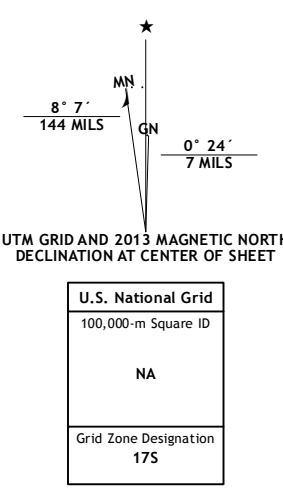 ★
MN
8° 7´
144 MILS
GN
0° 24´
7 MILS
UTM GRID AND 2013 MAGNETIC NORTH
DECLINATION AT CENTER OF SHEET
U.S. National Grid
100,000-m Square ID
NA
Grid Zone Designation
17S